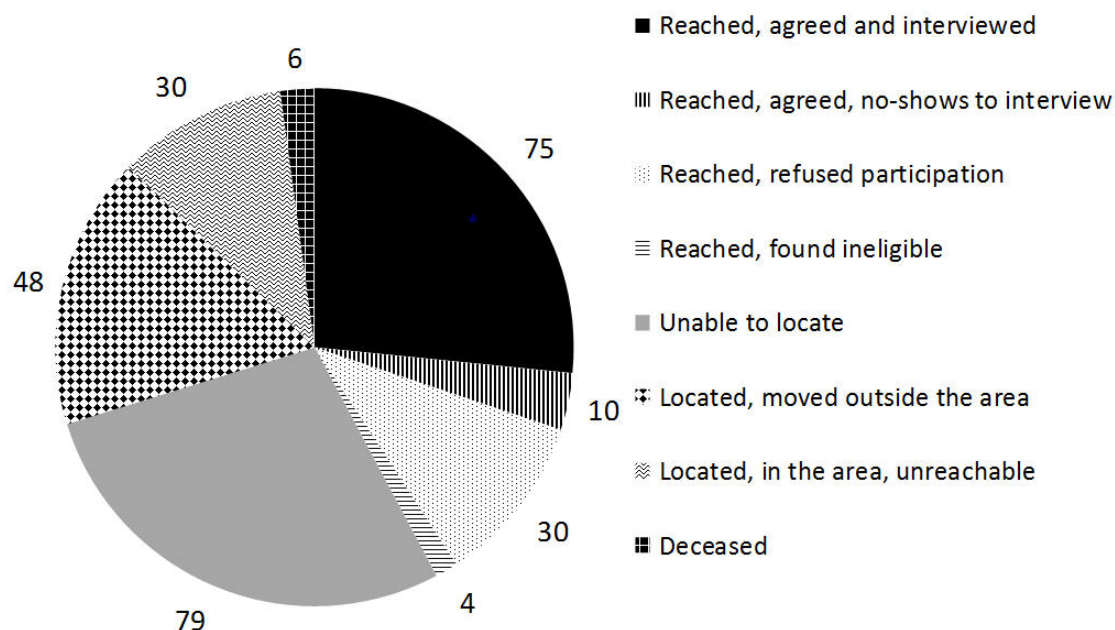 6
30
75
48
10
30
4
79
Reached, agreed and interviewed
Reached, agreed, no-shows to interview
Reached, refused participation
Reached, found ineligible
Unable to locate
Located, moved outside the area
Located, in the area, unreachable
Deceased